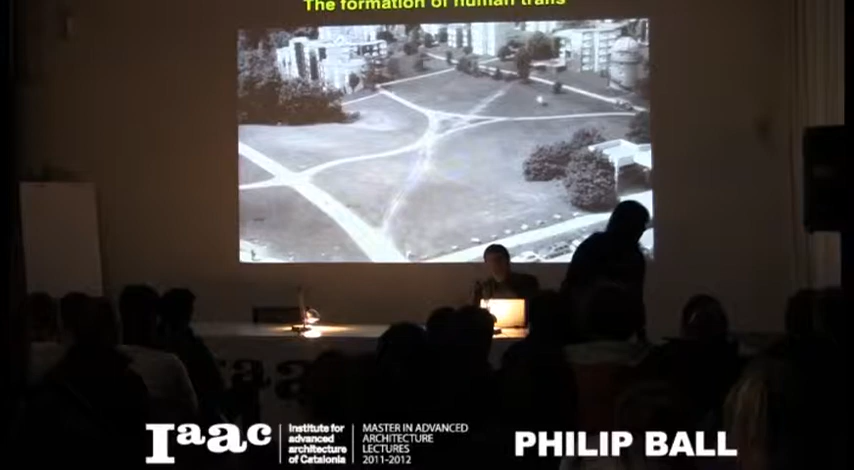 The formation of human trails
Iaac
Institute for
advanced
architecture
of Catalonia
MASTER IN ADVANCED
ARCHITECTURE
LECTURES
2011-2012
PHILIP BALL